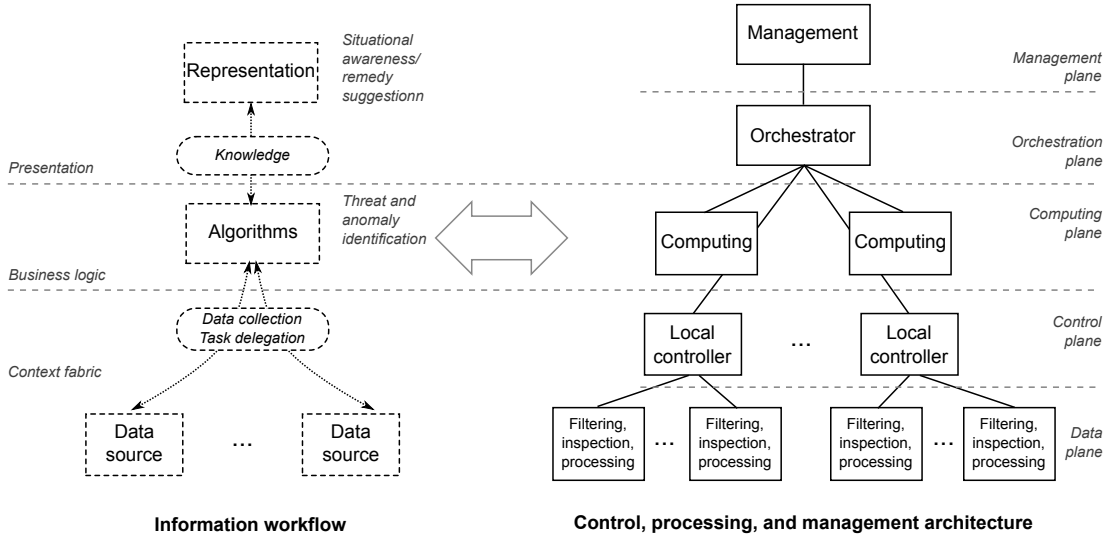 Representation
Situational
awareness/
remedy
suggestionn
Knowledge
Presentation
Algorithms
Threat and
anomaly
identification
Business logic
Data collection
Task delegation
Context fabric
Data
source
...
Data
source
Information workflow
Management
Management
plane
Orchestrator
Orchestration
plane
Computing
Computing
Computing
plane
Local
controller
...
Local
controller
Control
plane
Filtering,
inspection,
processing
...
Filtering,
inspection,
processing
Filtering,
inspection,
processing
...
Filtering,
inspection,
processing
Data
plane
Control, processing, and management architecture